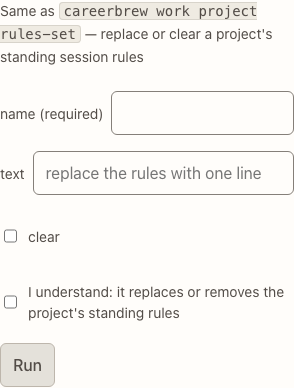 Same as careerbrew work project
rules-set — replace or clear a project's
standing session rules
name (required)
text replace the rules with one line
clear
I understand: it replaces or removes the
project's standing rules
Run